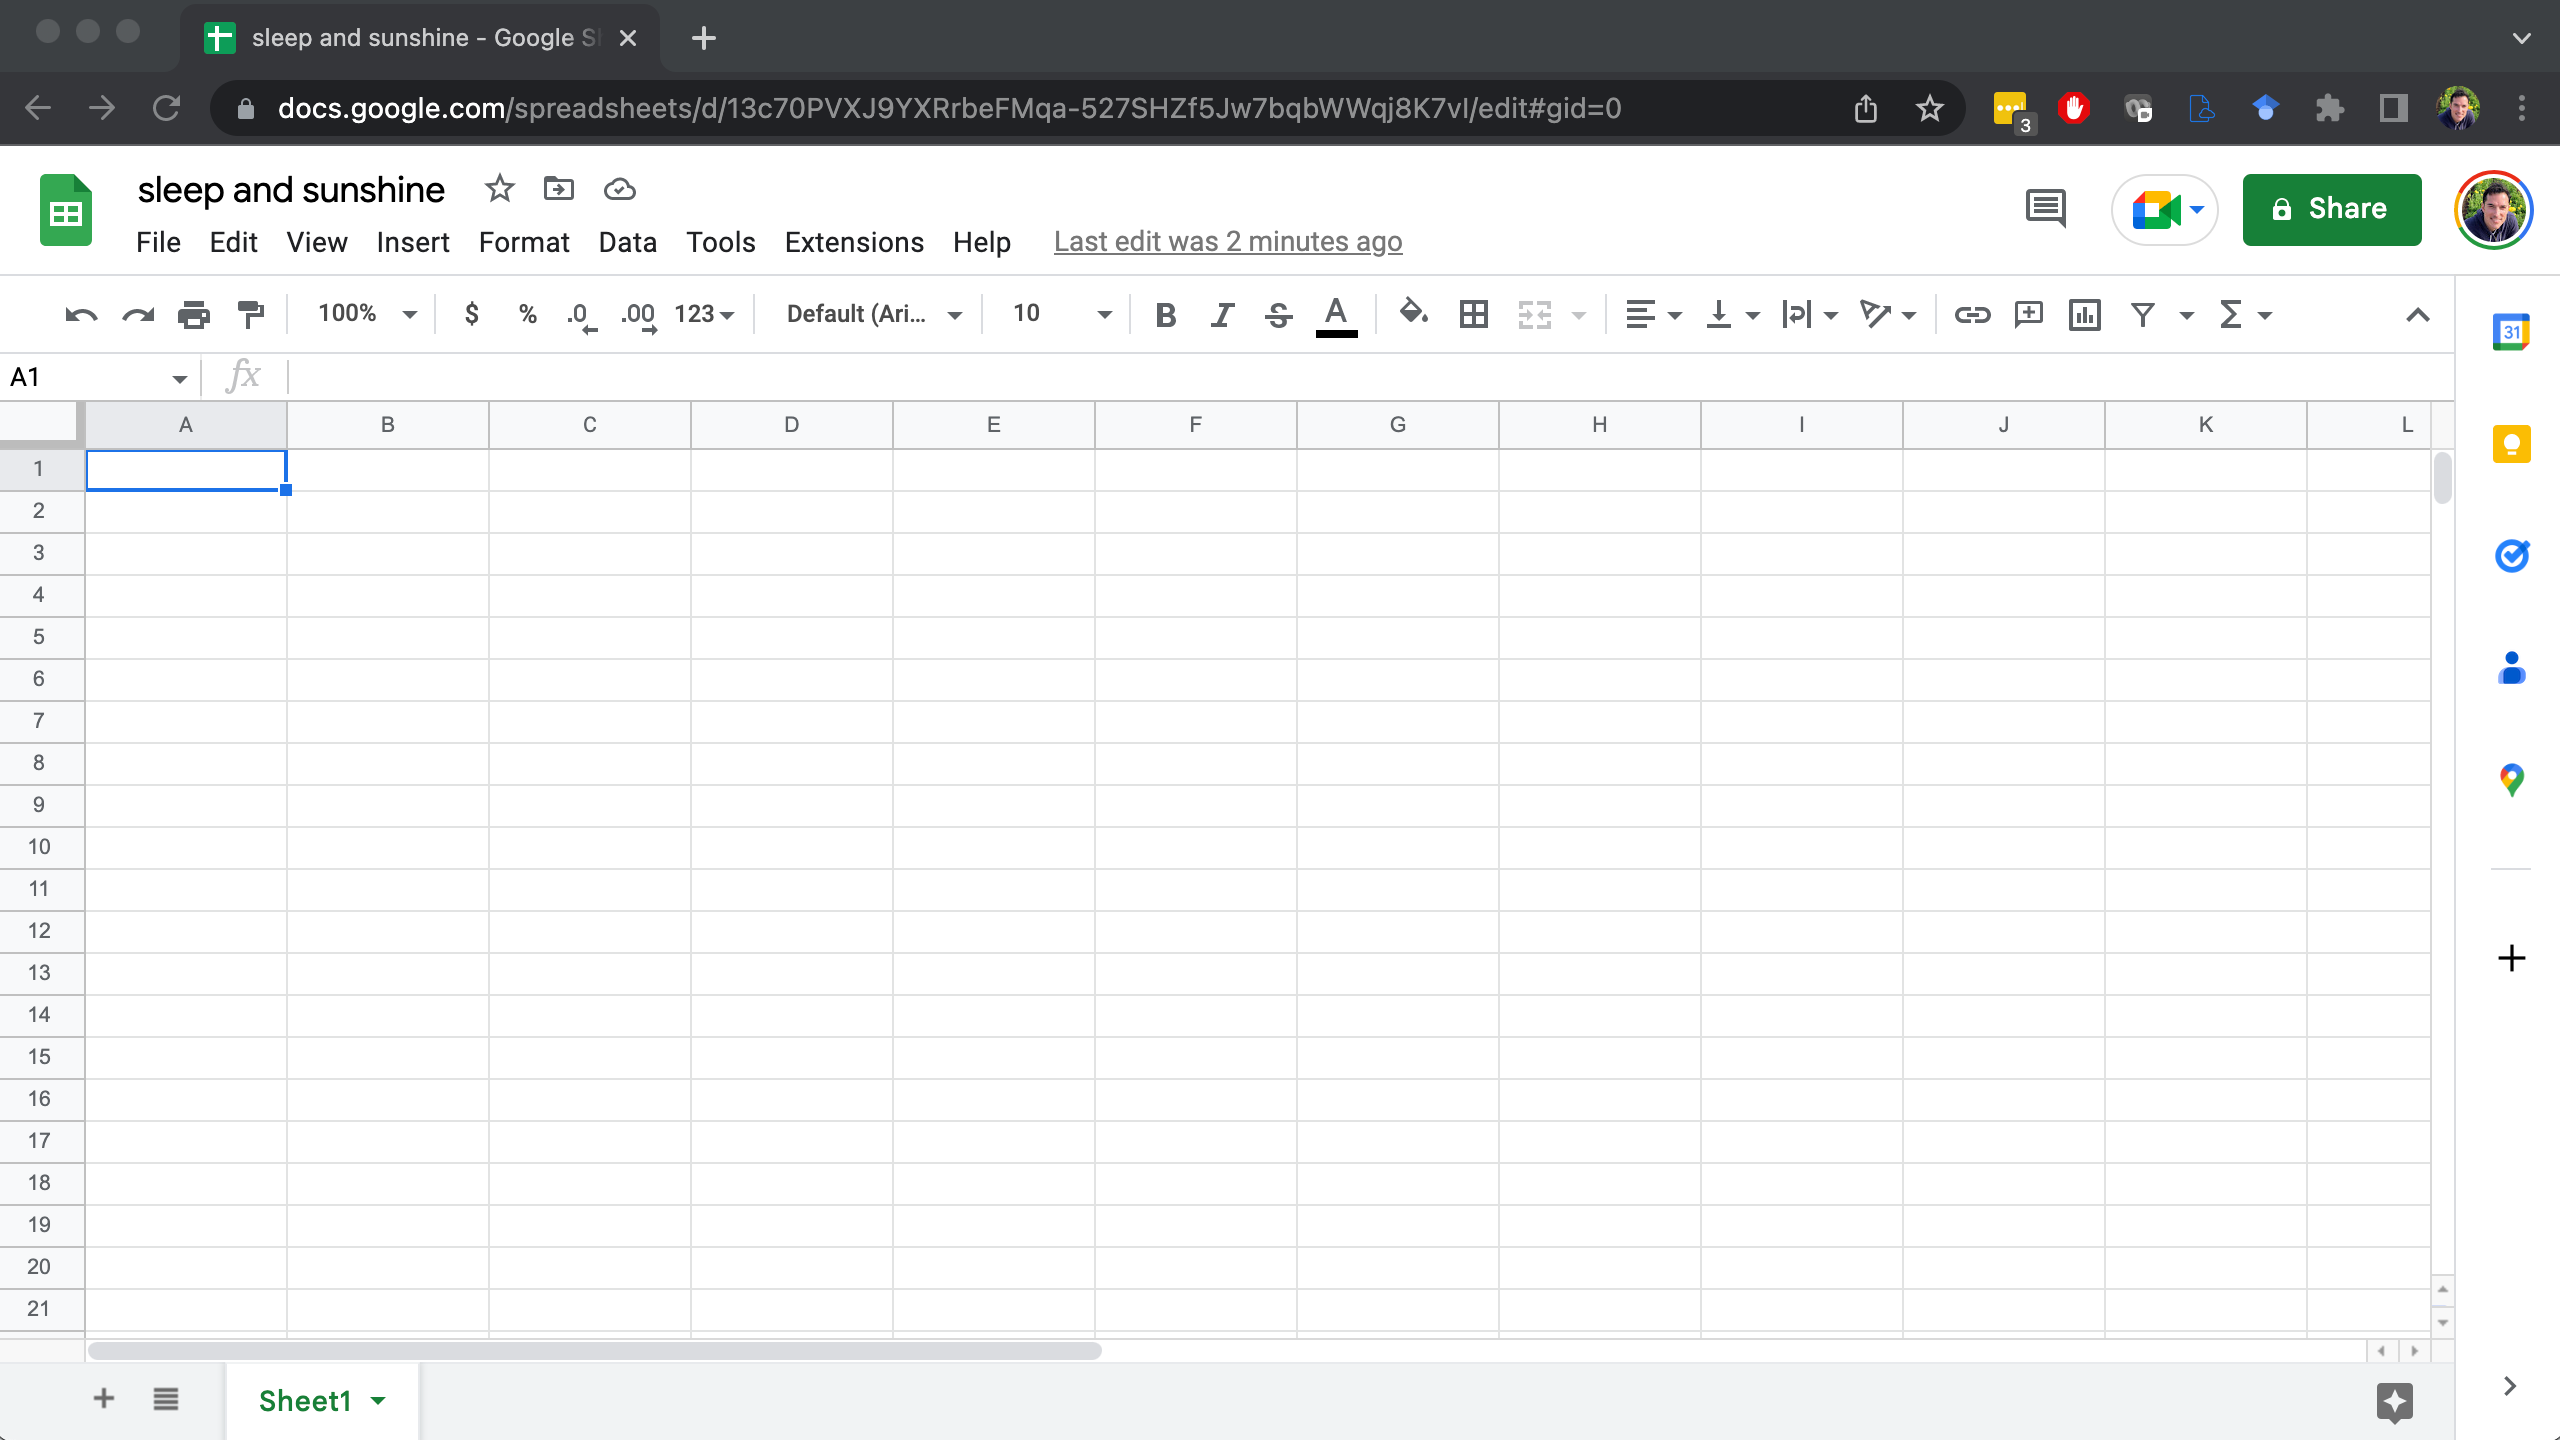 sleep and sunshine - Google S
docs.google.com/spreadsheets/d/13c70PVXJ9YXRrbeFMqa-527SHZf5Jw7bqbWWqj8K7vI/edit#gid=0
3
sleep and sunshine
File Edit View Insert Format Data Tools Extensions Help Last edit was 2 minutes ago
Share
100% $ % .0 .00 123 Default (Ari... 10 B I S A
31
A1 fx
A B C D E F G H I J K L
1
2
3
4
5
6
7
8
9
10
11
12
13
14
15
16
17
18
19
20
21
Sheet1